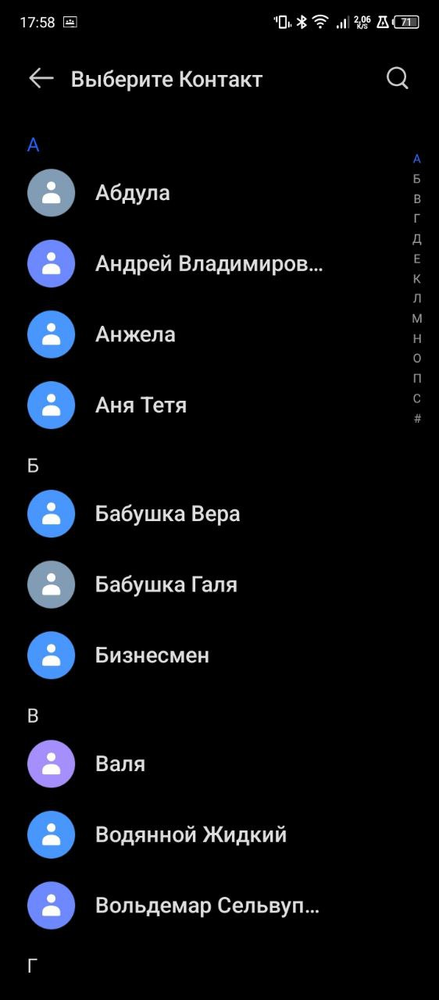 17:58 2,06 K/S 71
Выберите Контакт
А
Абдула
Андрей Владимиров...
Анжела
Аня Тетя
Б
Бабушка Вера
Бабушка Галя
Бизнесмен
В
Валя
Водянной Жидкий
Вольдемар Сельвуп...
Г
А
Б
В
Г
Д
Е
К
Л
М
Н
О
П
С
#